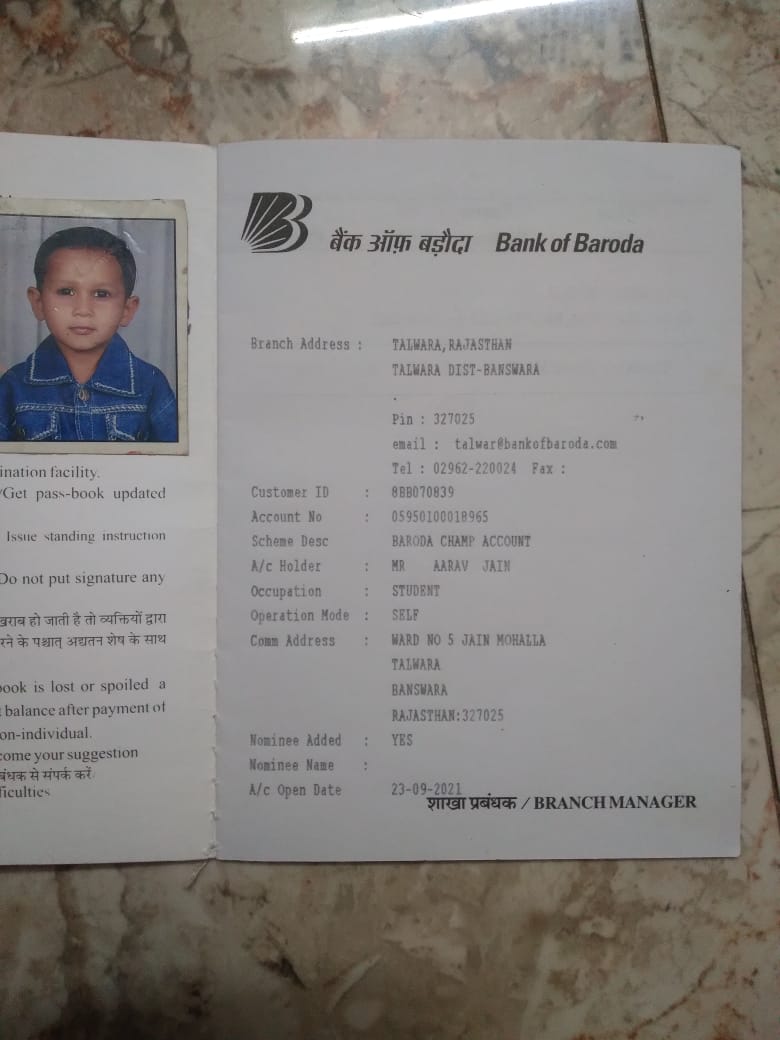 ination facility.
/Get pass-book updated
Issue standing instruction
Do not put signature any
खराब हो जाती है तो व्यक्तियों द्वारा
रने के पश्चात् अद्यतन शेष के साथ
book is lost or spoiled a
t balance after payment of
on-individual.
come your suggestion
बंधक से संपर्क करें
ficulties
बैंक ऑफ़ बड़ौदा Bank of Baroda
Branch Address : TALWARA,RAJASTHAN
TALWARA DIST-BANSWARA
.
Pin : 327025
email : talwar@bankofbaroda.com
Tel : 02962-220024 Fax :
Customer ID : 8BB070839
Account No : 05950100018965
Scheme Desc BARODA CHAMP ACCOUNT
A/c Holder : MR AARAV JAIN
Occupation : STUDENT
Operation Mode : SELF
Comm Address : WARD NO 5 JAIN MOHALLA
TALWARA
BANSWARA
RAJASTHAN:327025
Nominee Added : YES
Nominee Name :
A/c Open Date 23-09-2021
शाखा प्रबंधक / BRANCH MANAGER